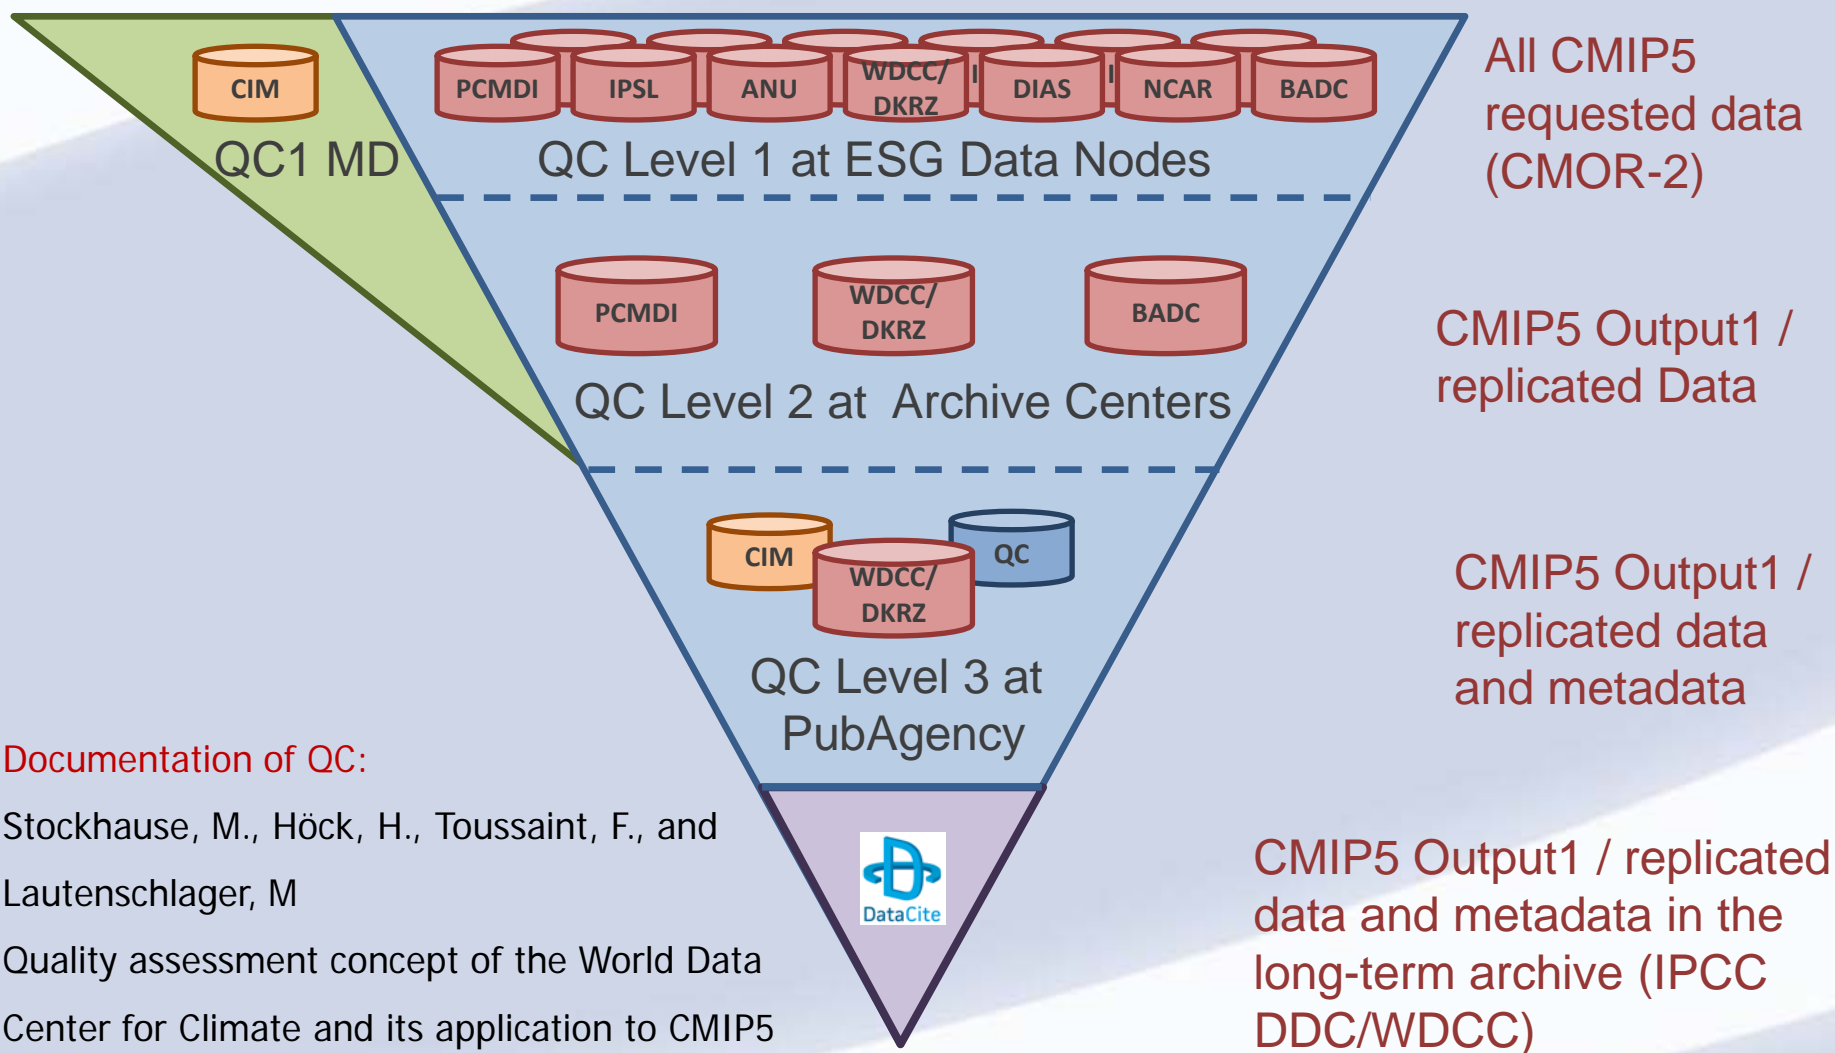 CIM
PCMDI
IPSL
ANU
WDCC/
DKRZ
DIAS
NCAR
BADC
QC1 MD
QC Level 1 at ESG Data Nodes
All CMIP5
requested data
(CMOR-2)
PCMDI
WDCC/
DKRZ
BADC
QC Level 2 at Archive Centers
CMIP5 Output1 /
replicated Data
CIM
WDCC/
DKRZ
QC
QC Level 3 at
PubAgency
CMIP5 Output1 /
replicated data
and metadata
DataCite
CMIP5 Output1 / replicated
data and metadata in the
long-term archive (IPCC
DDC/WDCC)
Documentation of QC:
Stockhause, M., Höck, H., Toussaint, F., and
Lautenschlager, M
Quality assessment concept of the World Data
Center for Climate and its application to CMIP5